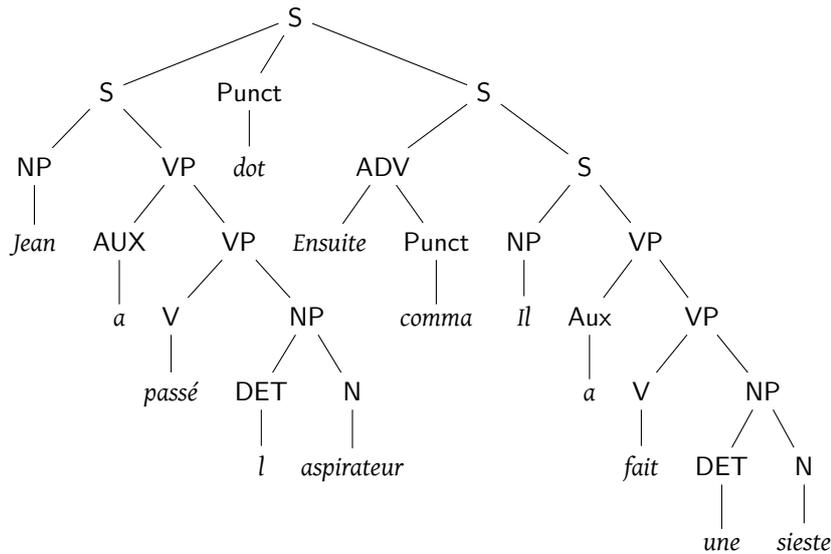 S
S Punct S
NP VP dot ADV S
Jean AUX VP Ensuite Punct NP VP
a V NP comma Il Aux VP
passé DET N a V NP
l aspirateur fait DET N
une sieste